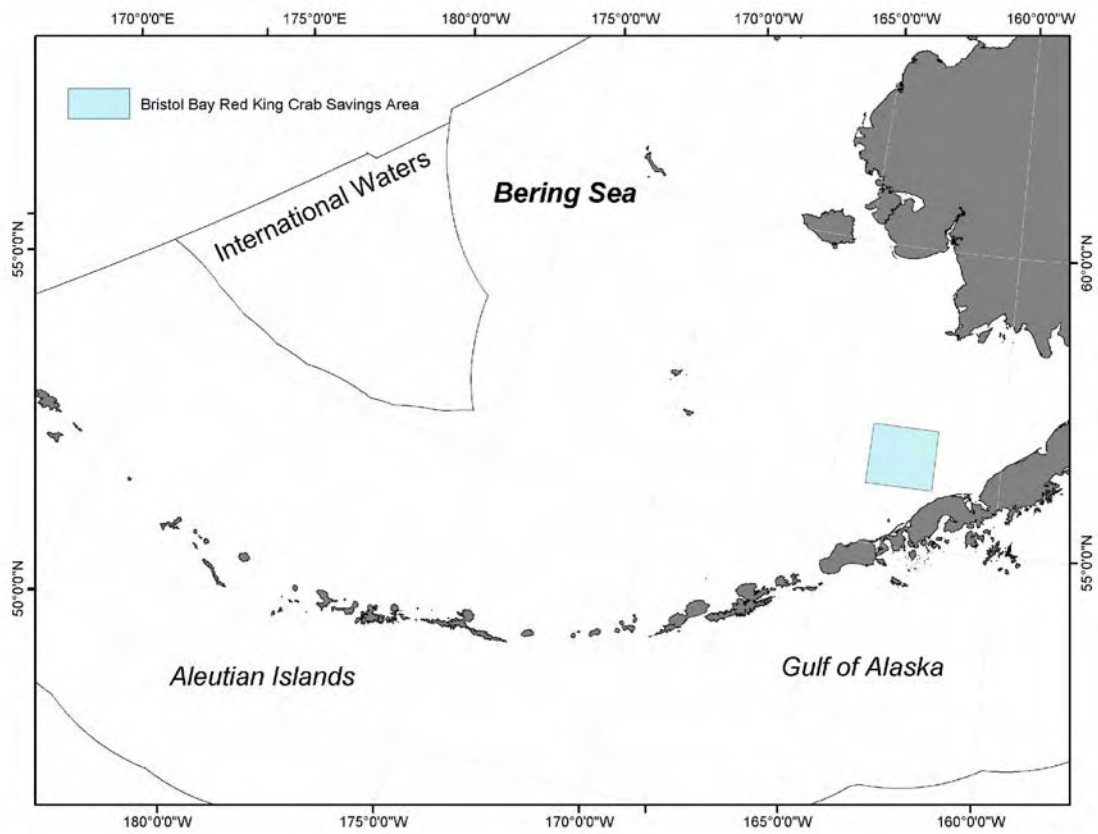 170°0'0"W 175°0'0"E 180°0'0"W 175°0'0"W 170°0'0"W 165°0'0"W 160°0'0"W
Bristol Bay Red King Crab Savings Area
International Waters
Bering Sea
55°0'0"N
60°0'0"N
50°0'0"N
55°0'0"N
Aleutian Islands
Gulf of Alaska
180°0'0"W 175°0'0"W 170°0'0"W 165°0'0"W 160°0'0"W